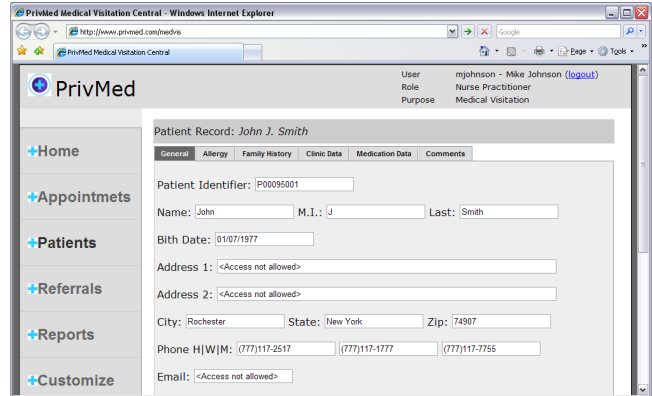 PrivMed Medical Visitation Central - Windows Internet Explorer
http://www.privmed.com/medvis
Google
PrivMed Medical Visitation Central
Page
Tools
»
PrivMed
User mjohnson - Mike Johnson (logout)
Role Nurse Practitioner
Purpose Medical Visitation
Patient Record: John J. Smith
General Allergy Family History Clinic Data Medication Data Comments
+Home
+Appointmets
+Patients
+Referrals
+Reports
+Customize
Patient Identifier: P00095001
Name: John M.I.: J Last: Smith
Bith Date: 01/07/1977
Address 1: <Access not allowed>
Address 2: <Access not allowed>
City: Rochester State: New York Zip: 74907
Phone H|W|M: (777)117-2517 (777)117-1777 (777)117-7755
Email: <Access not allowed>